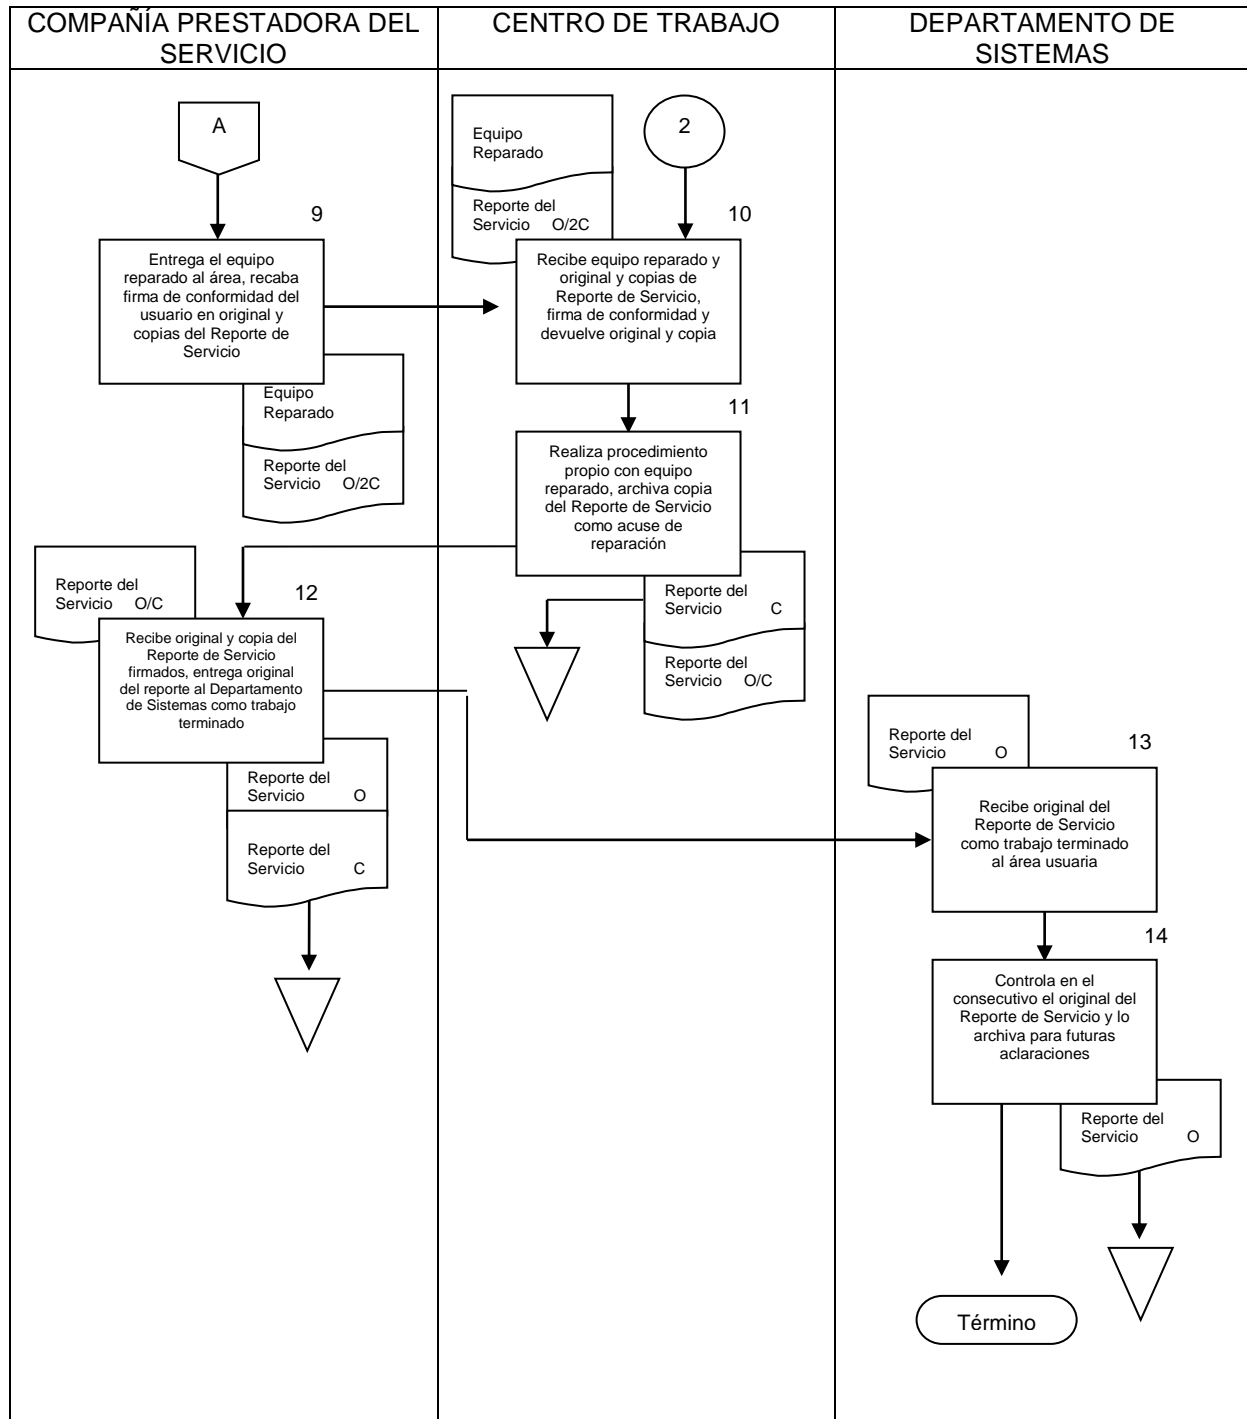 COMPAÑÍA PRESTADORA DEL
SERVICIO
CENTRO DE TRABAJO
DEPARTAMENTO DE
SISTEMAS
A
9
Entrega el equipo
reparado al área, recaba
firma de conformidad del
usuario en original y
copias del Reporte de
Servicio
Equipo
Reparado
Reporte del
Servicio O/2C
Equipo
Reparado
Reporte del
Servicio O/2C
2
10
Recibe equipo reparado y
original y copias de
Reporte de Servicio,
firma de conformidad y
devuelve original y copia
11
Realiza procedimiento
propio con equipo
reparado, archiva copia
del Reporte de Servicio
como acuse de
reparación
Reporte del
Servicio C
Reporte del
Servicio O/C
Reporte del
Servicio O/C
12
Recibe original y copia del
Reporte de Servicio
firmados, entrega original
del reporte al Departamento
de Sistemas como trabajo
terminado
Reporte del
Servicio O
Reporte del
Servicio C
Reporte del
Servicio O
13
Recibe original del
Reporte de Servicio
como trabajo terminado
al área usuaria
14
Controla en el
consecutivo el original del
Reporte de Servicio y lo
archiva para futuras
aclaraciones
Reporte del
Servicio O
Término